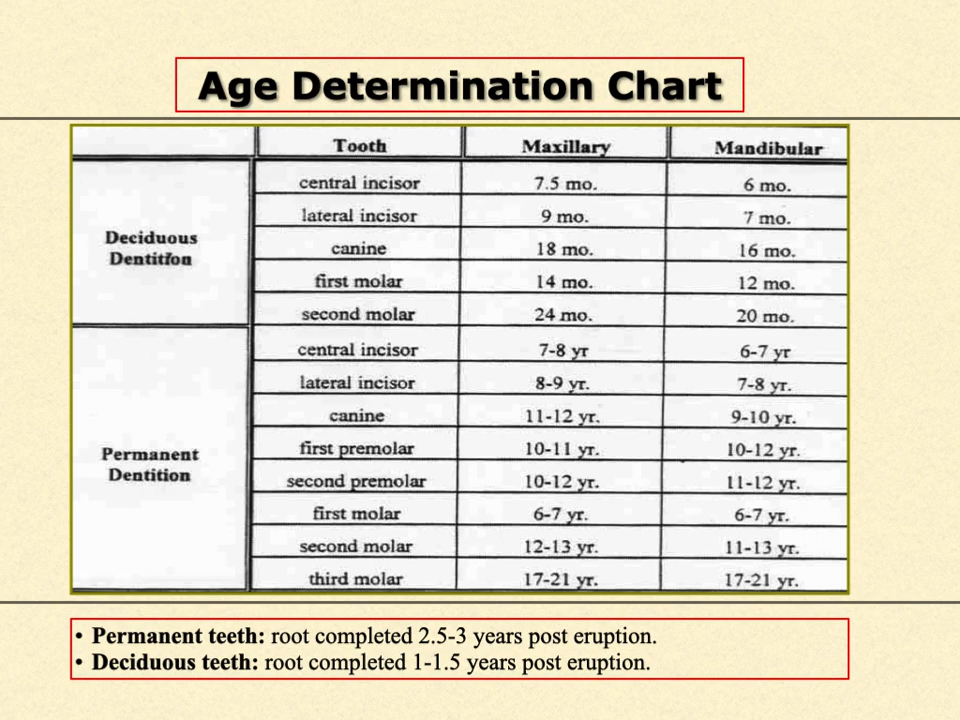 Age Determination Chart
Tooth Maxillary Mandibular
Deciduous Dentition
central incisor 7.5 mo. 6 mo.
lateral incisor 9 mo. 7 mo.
canine 18 mo. 16 mo.
first molar 14 mo. 12 mo.
second molar 24 mo. 20 mo.
Permanent Dentition
central incisor 7-8 yr 6-7 yr
lateral incisor 8-9 yr. 7-8 yr.
canine 11-12 yr. 9-10 yr.
first premolar 10-11 yr. 10-12 yr.
second premolar 10-12 yr. 11-12 yr.
first molar 6-7 yr. 6-7 yr.
second molar 12-13 yr. 11-13 yr.
third molar 17-21 yr. 17-21 yr.
• Permanent teeth: root completed 2.5-3 years post eruption.
• Deciduous teeth: root completed 1-1.5 years post eruption.